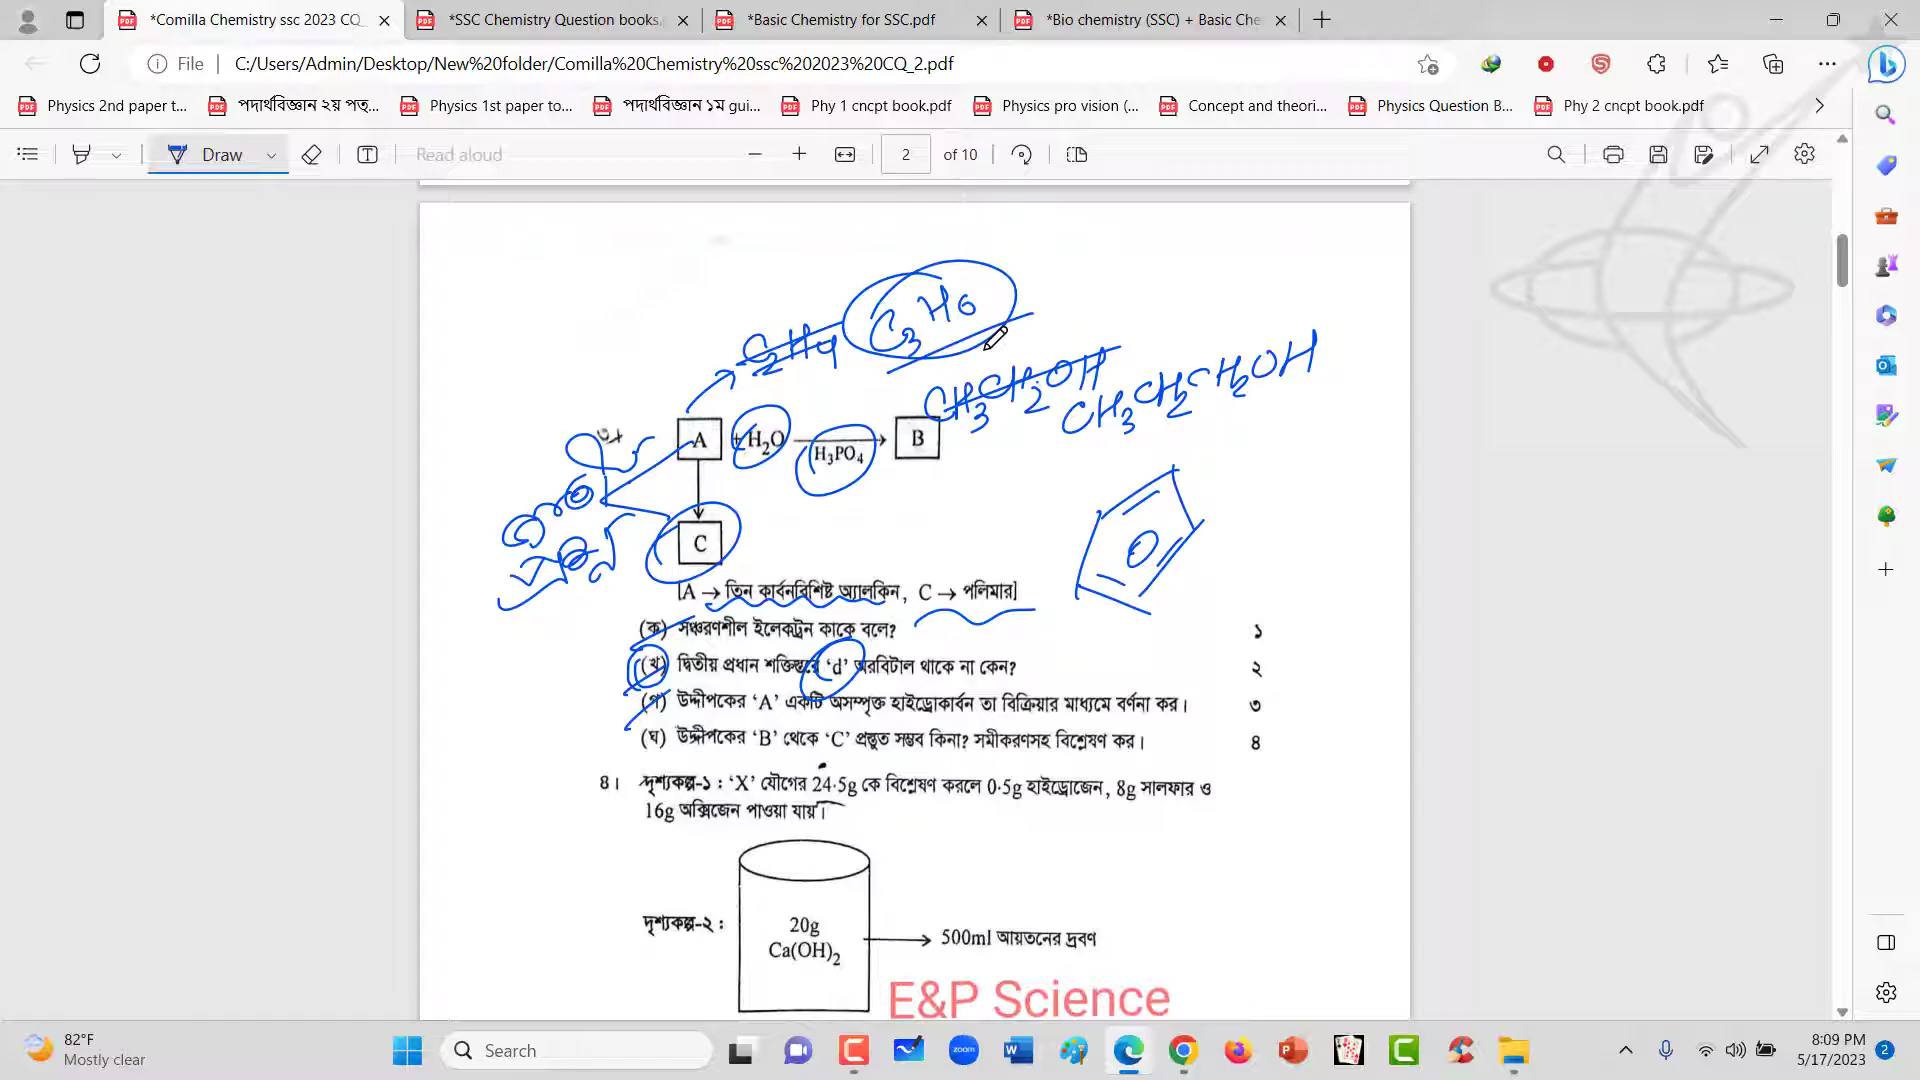 *Comilla Chemistry ssc 2023 CQ_
*SSC Chemistry Question books,
*Basic Chemistry for SSC.pdf
*Bio chemistry (SSC) + Basic Che
File
C:/Users/Admin/Desktop/New%20folder/Comilla%20Chemistry%20ssc%202023%20CQ_2.pdf
Physics 2nd paper t...
পদার্থবিজ্ঞান ২য় পত্...
Physics 1st paper to...
পদার্থবিজ্ঞান ১ম gui...
Phy 1 cncpt book.pdf
Physics pro vision (...
Concept and theori...
Physics Question B...
Phy 2 cncpt book.pdf
Draw
Read aloud
2 of 10
C₂H₄ C₃H₆
CH₃CH₂OH CH₃CH₂CH₂OH
A + H₂O H₃PO₄ B
C
[A → তিন কার্বনবিশিষ্ট অ্যালকিন, C → পলিমার]
(ক) সঞ্চরণশীল ইলেকট্রন কাকে বলে? ১
(খ) দ্বিতীয় প্রধান শক্তিস্তরে 'd' অরবিটাল থাকে না কেন? ২
(গ) উদ্দীপকের 'A' একটি অসম্পৃক্ত হাইড্রোকার্বন তা বিক্রিয়ার মাধ্যমে বর্ণনা কর। ৩
(ঘ) উদ্দীপকের 'B' থেকে 'C' প্রস্তুত সম্ভব কিনা? সমীকরণসহ বিশ্লেষণ কর। ৪
৪। দৃশ্যকল্প-১ : 'X' যৌগের 24·5g কে বিশ্লেষণ করলে 0·5g হাইড্রোজেন, 8g সালফার ও
16g অক্সিজেন পাওয়া যায়।
দৃশ্যকল্প-২ :
20g
Ca(OH)₂
500ml আয়তনের দ্রবণ
E&P Science
82°F
Mostly clear
Search
zoom
8:09 PM
5/17/2023
2